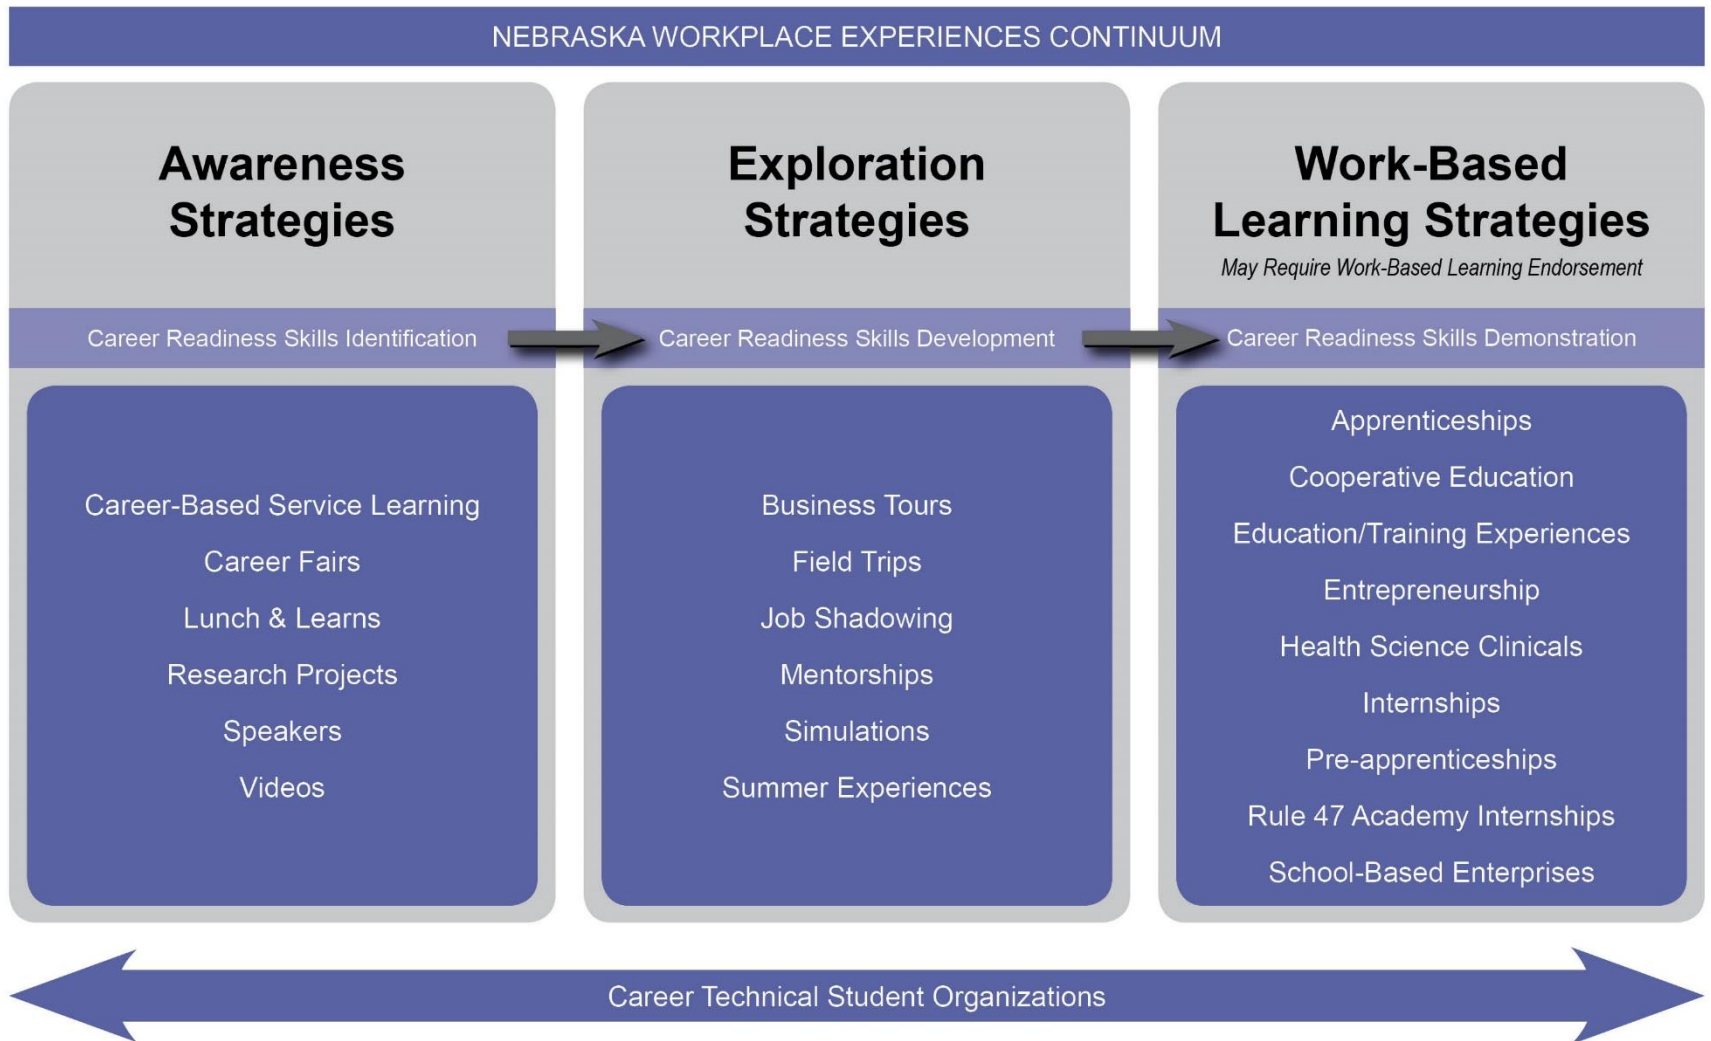 NEBRASKA WORKPLACE EXPERIENCES CONTINUUM
Awareness
Strategies
Career Readiness Skills Identification
Career-Based Service Learning
Career Fairs
Lunch & Learns
Research Projects
Speakers
Videos
Exploration
Strategies
Career Readiness Skills Development
Business Tours
Field Trips
Job Shadowing
Mentorships
Simulations
Summer Experiences
Work-Based
Learning Strategies
May Require Work-Based Learning Endorsement
Career Readiness Skills Demonstration
Apprenticeships
Cooperative Education
Education/Training Experiences
Entrepreneurship
Health Science Clinicals
Internships
Pre-apprenticeships
Rule 47 Academy Internships
School-Based Enterprises
Career Technical Student Organizations